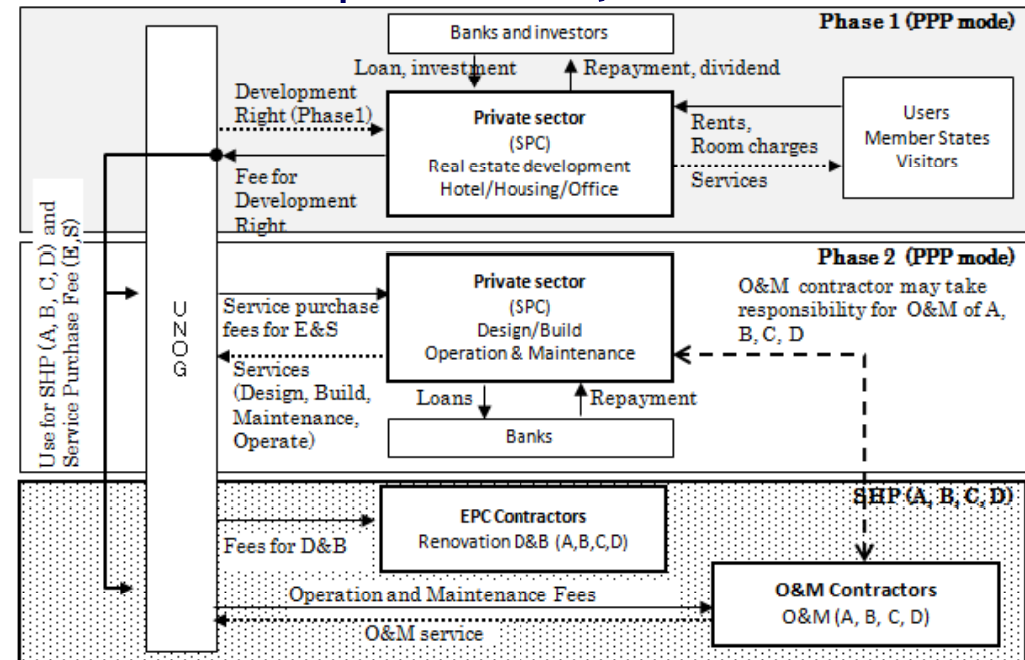 Phase 1 (PPP mode)
Banks and investors
Loan, investment
Repayment, dividend
Development
Right (Phase1)
Private sector
(SPC)
Real estate development
Hotel/Housing/Office
Rents,
Room charges
Services
Users
Member States
Visitors
Fee for
Development
Right
Use for SHP (A, B, C, D) and
Service Purchase Fee (E,S)
UNOG
Phase 2 (PPP mode)
Private sector
(SPC)
Design/Build
Operation & Maintenance
O&M contractor may take
responsibility for O&M of A,
B, C, D
Service purchase
fees for E&S
Services
(Design, Build,
Maintenance,
Operate)
Loans
Repayment
Banks
SHP (A, B, C, D)
EPC Contractors
Renovation D&B (A,B,C,D)
Fees for D&B
Operation and Maintenance Fees
O&M service
O&M Contractors
O&M (A, B, C, D)